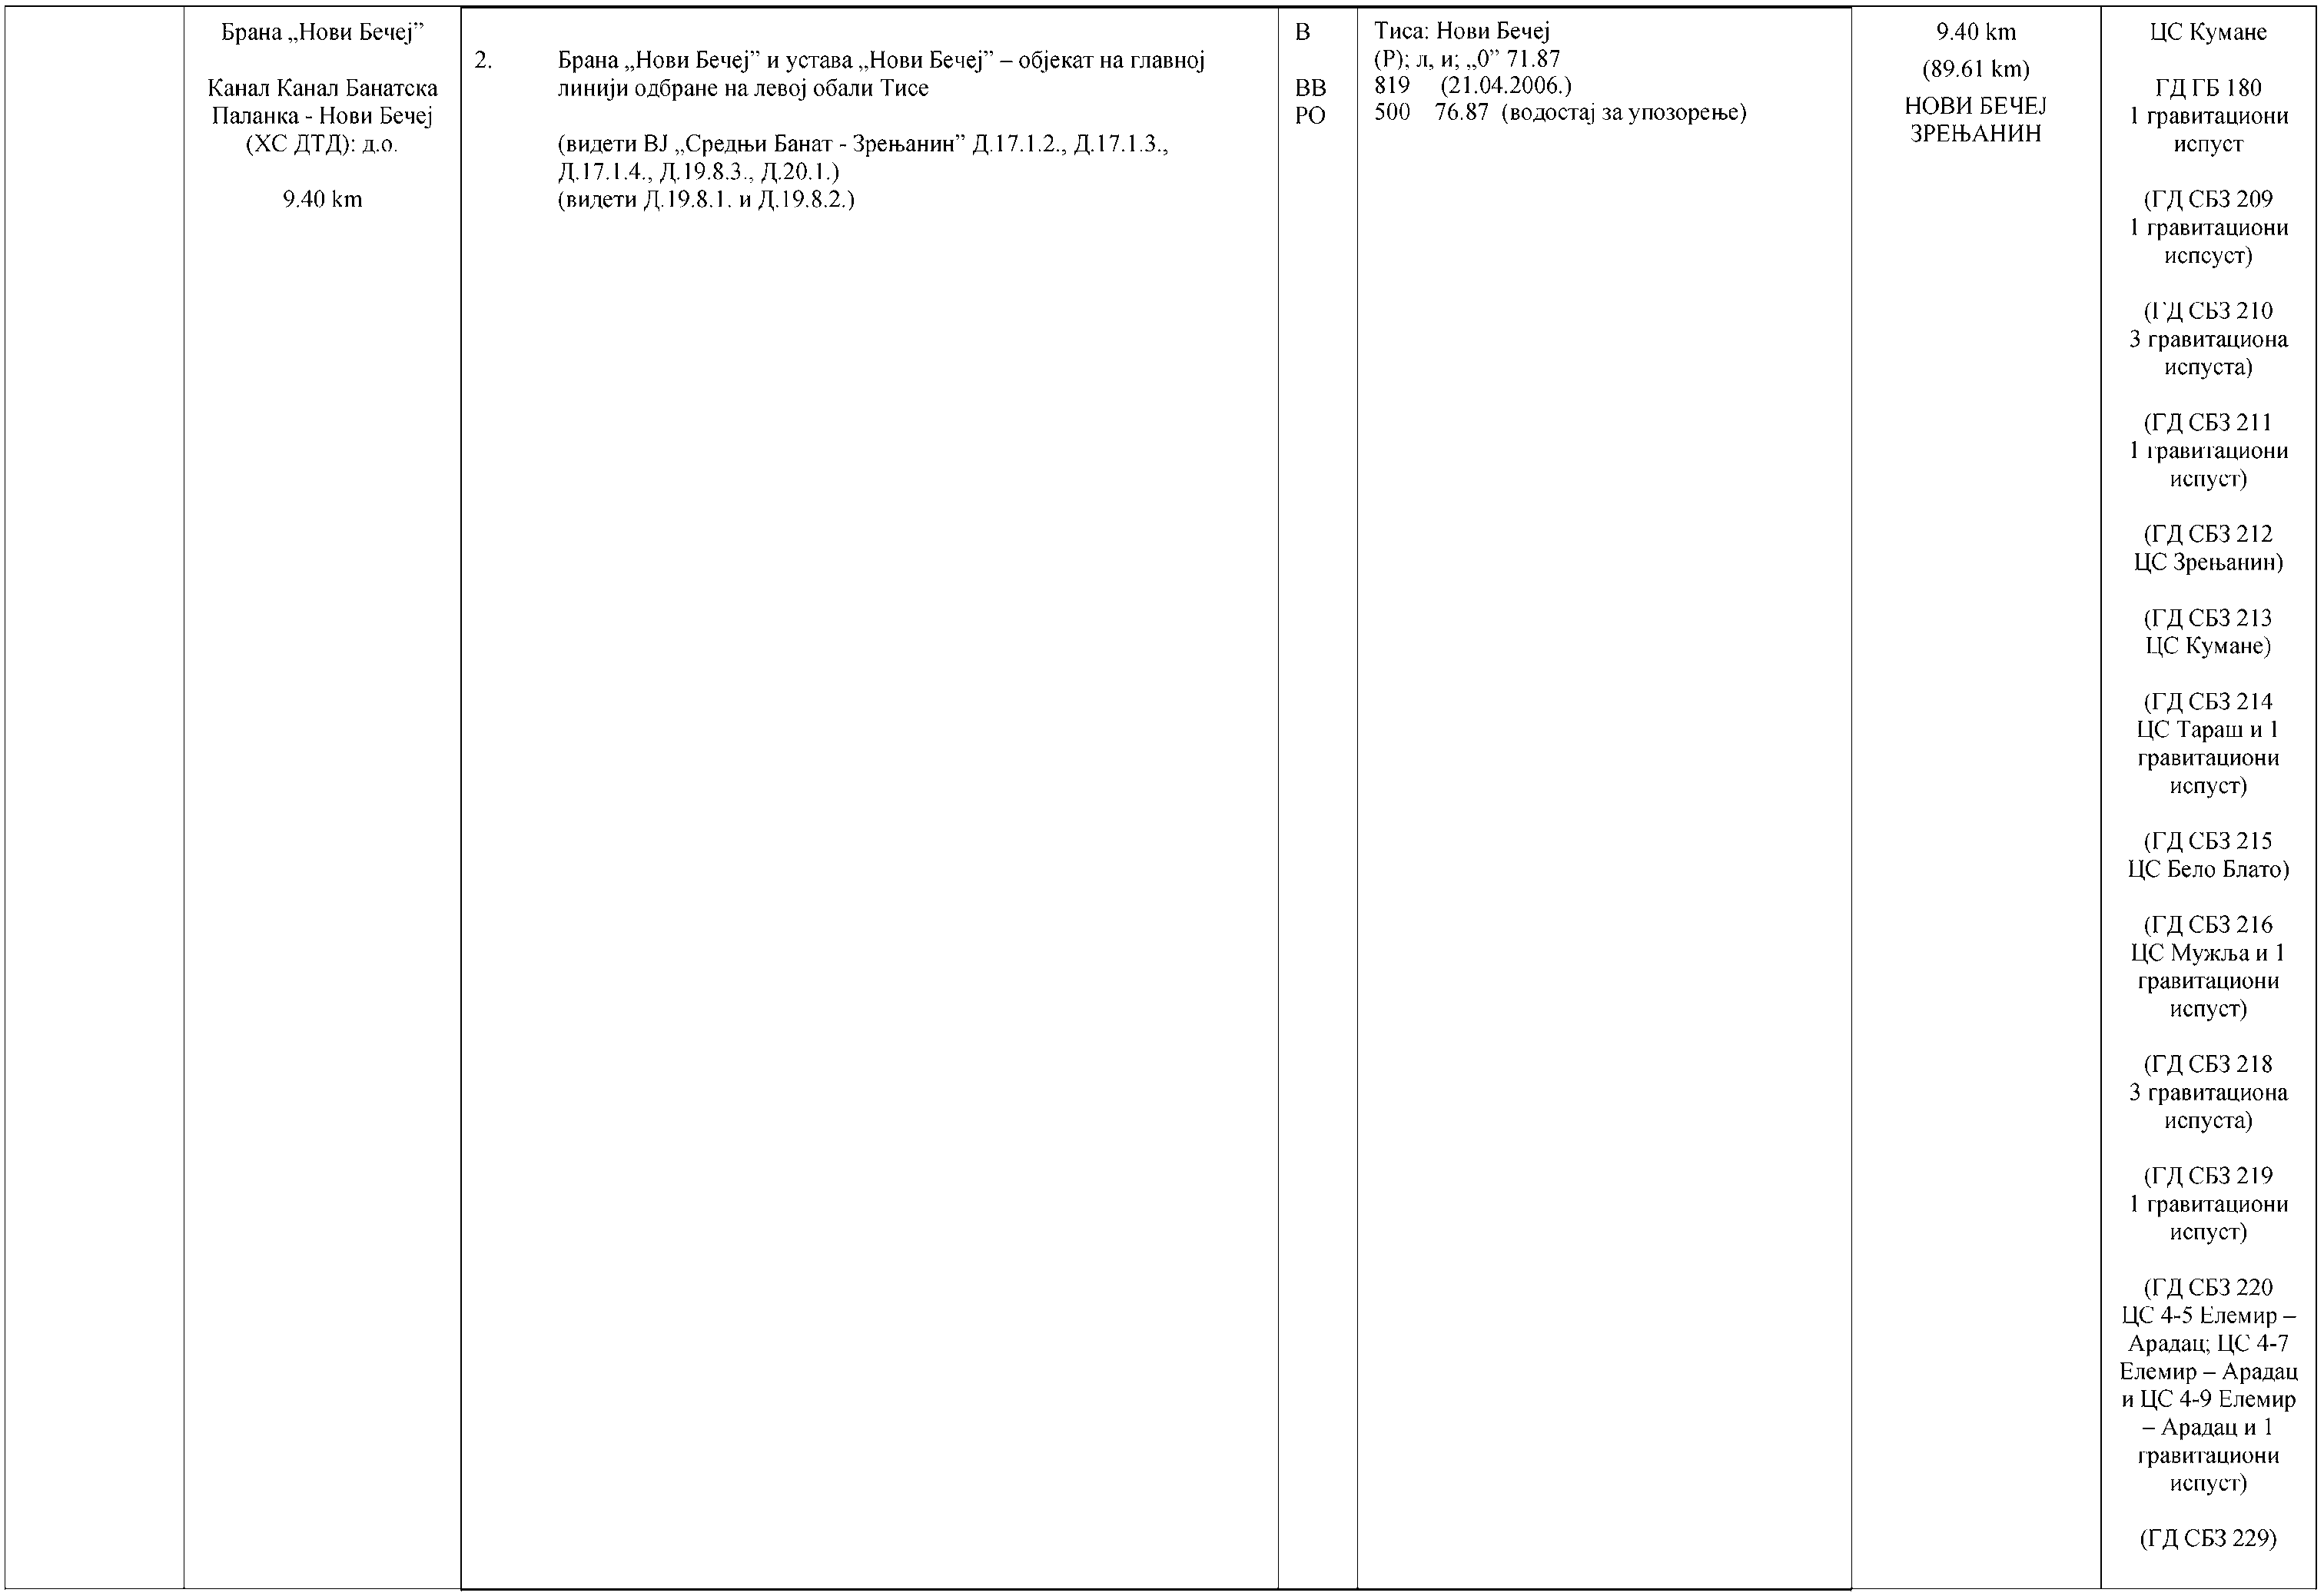 Брана „Нови Бечеј”
Канал Канал Банатска
Паланка - Нови Бечеј
(ХС ДТД): д.о.
9.40 km
2. Брана „Нови Бечеј” и устава „Нови Бечеј” – објекат на главној
линији одбране на левој обали Тисе
(видети ВЈ „Средњи Банат - Зрењанин” Д.17.1.2., Д.17.1.3.,
Д.17.1.4., Д.19.8.3., Д.20.1.)
(видети Д.19.8.1. и Д.19.8.2.)
В Тиса: Нови Бечеј
(Р); л, и; „0” 71.87
ВВ 819 (21.04.2006.)
РО 500 76.87 (водостај за упозорење)
9.40 km
(89.61 km)
НОВИ БЕЧЕЈ
ЗРЕЊАНИН
ЦС Кумане
ГД ГБ 180
1 гравитациони
испуст
(ГД СБЗ 209
1 гравитациони
испсуст)
(ГД СБЗ 210
3 гравитациона
испуста)
(ГД СБЗ 211
1 гравитациони
испуст)
(ГД СБЗ 212
ЦС Зрењанин)
(ГД СБЗ 213
ЦС Кумане)
(ГД СБЗ 214
ЦС Тараш и 1
гравитациони
испуст)
(ГД СБЗ 215
ЦС Бело Блато)
(ГД СБЗ 216
ЦС Мужља и 1
гравитациони
испуст)
(ГД СБЗ 218
3 гравитациона
испуста)
(ГД СБЗ 219
1 гравитациони
испуст)
(ГД СБЗ 220
ЦС 4-5 Елемир –
Арадац; ЦС 4-7
Елемир – Арадац
и ЦС 4-9 Елемир
– Арадац и 1
гравитациони
испуст)
(ГД СБЗ 229)